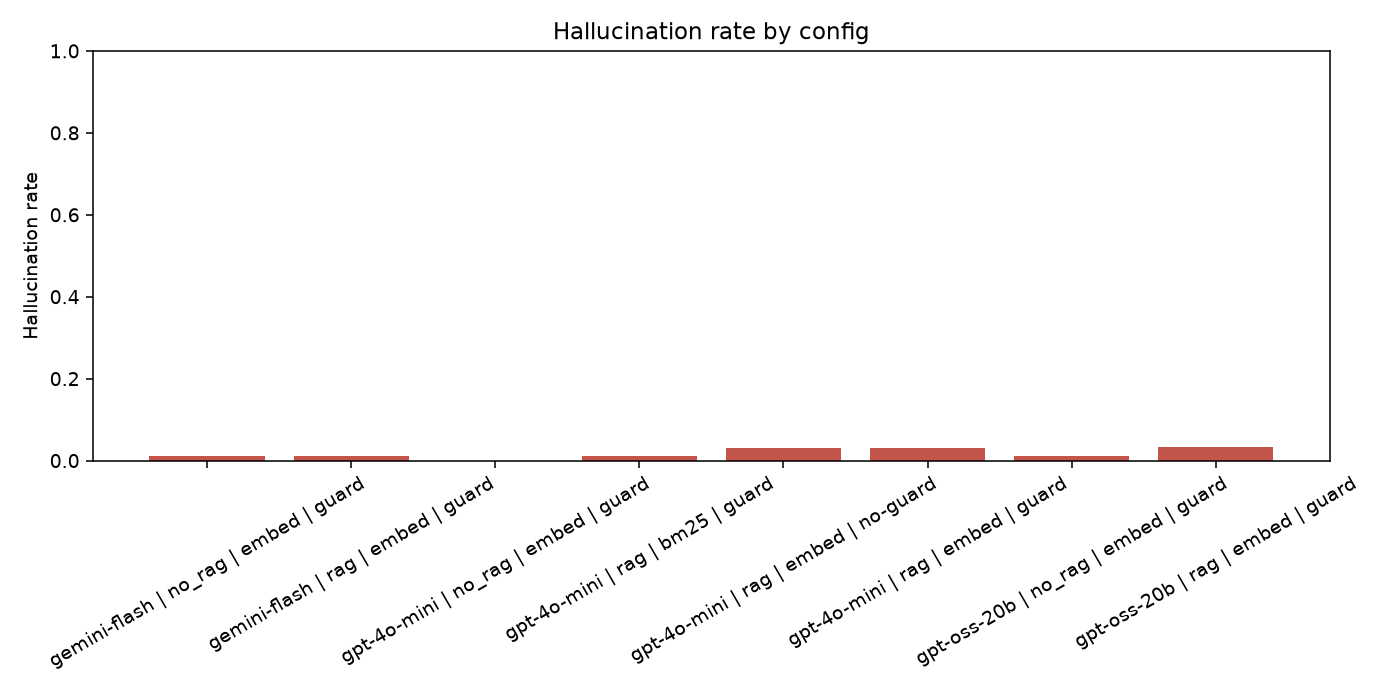 Hallucination rate by config
Hallucination rate
1.0
0.8
0.6
0.4
0.2
0.0
gemini-flash | no_rag | embed | guard
gemini-flash | rag | embed | guard
gpt-4o-mini | no_rag | embed | guard
gpt-4o-mini | rag | bm25 | guard
gpt-4o-mini | rag | embed | no-guard
gpt-4o-mini | rag | embed | guard
gpt-oss-20b | no_rag | embed | guard
gpt-oss-20b | rag | embed | guard